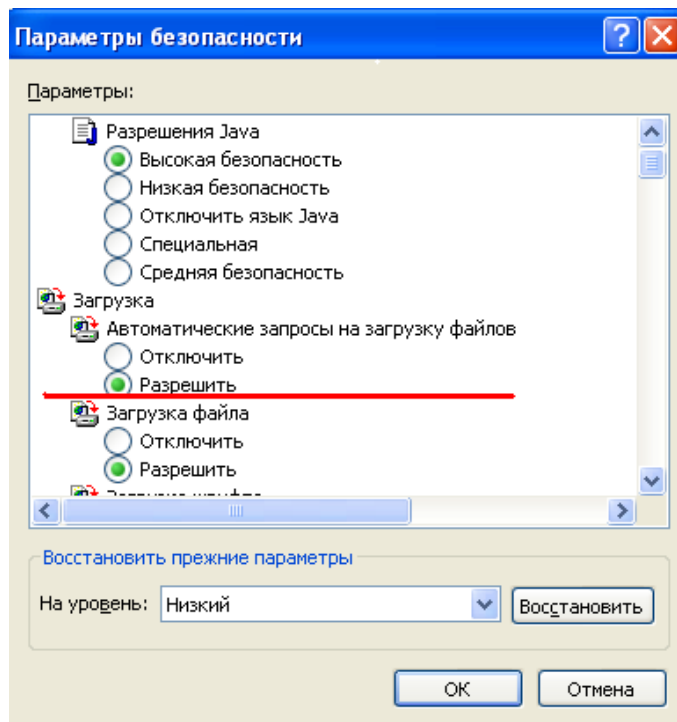 Параметры безопасности
Параметры:
Разрешения Java
Высокая безопасность
Низкая безопасность
Отключить язык Java
Специальная
Средняя безопасность
Загрузка
Автоматические запросы на загрузку файлов
Отключить
Разрешить
Загрузка файла
Отключить
Разрешить
Восстановить прежние параметры
На уровень: Низкий Восстановить
ОК Отмена